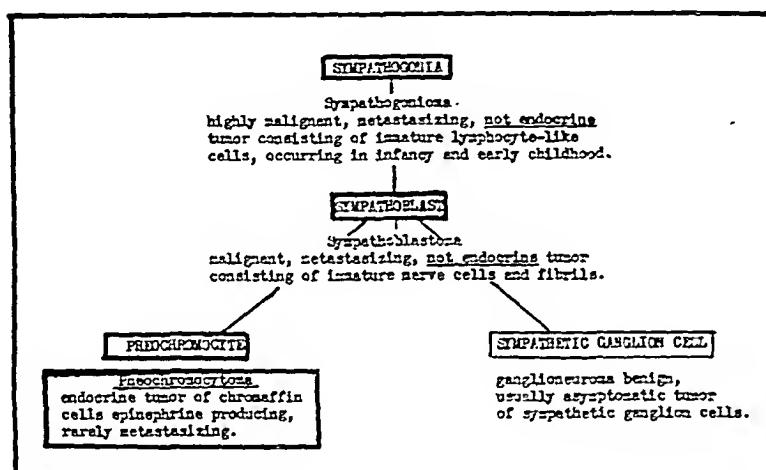 SYMPATHOGONIA
Sympathogonioma
highly malignant, metastasizing, not endocrine
tumor consisting of immature lymphocyte-like
cells, occurring in infancy and early childhood.
SYMPATHOBLAST
Sympathoblastoma
malignant, metastasizing, not endocrine tumor
consisting of immature nerve cells and fibrils.
PHEOCHROMOCITE
Pheochromocytoma
endocrine tumor of chromaffin
cells epinephrine producing,
rarely metastasizing.
SYMPATHETIC GANGLION CELL
ganglioneuroma benign,
usually asymptomatic tumor
of sympathetic ganglion cells.